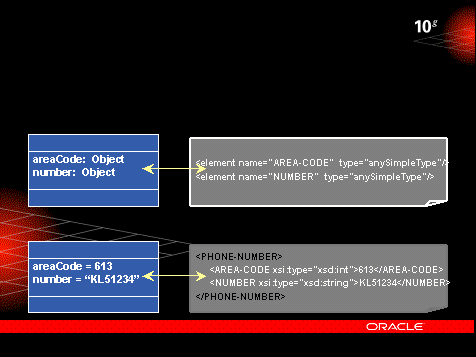 10g
areaCode: Object
number: Object
<element name="AREA-CODE" type="anySimpleType"/>
<element name="NUMBER" type="anySimpleType"/>
areaCode = 613
number = “KL51234”
<PHONE-NUMBER>
<AREA-CODE xsi:type="xsd:int">613</AREA-CODE>
<NUMBER xsi:type="xsd:string">KL51234</NUMBER>
</PHONE-NUMBER>
ORACLE